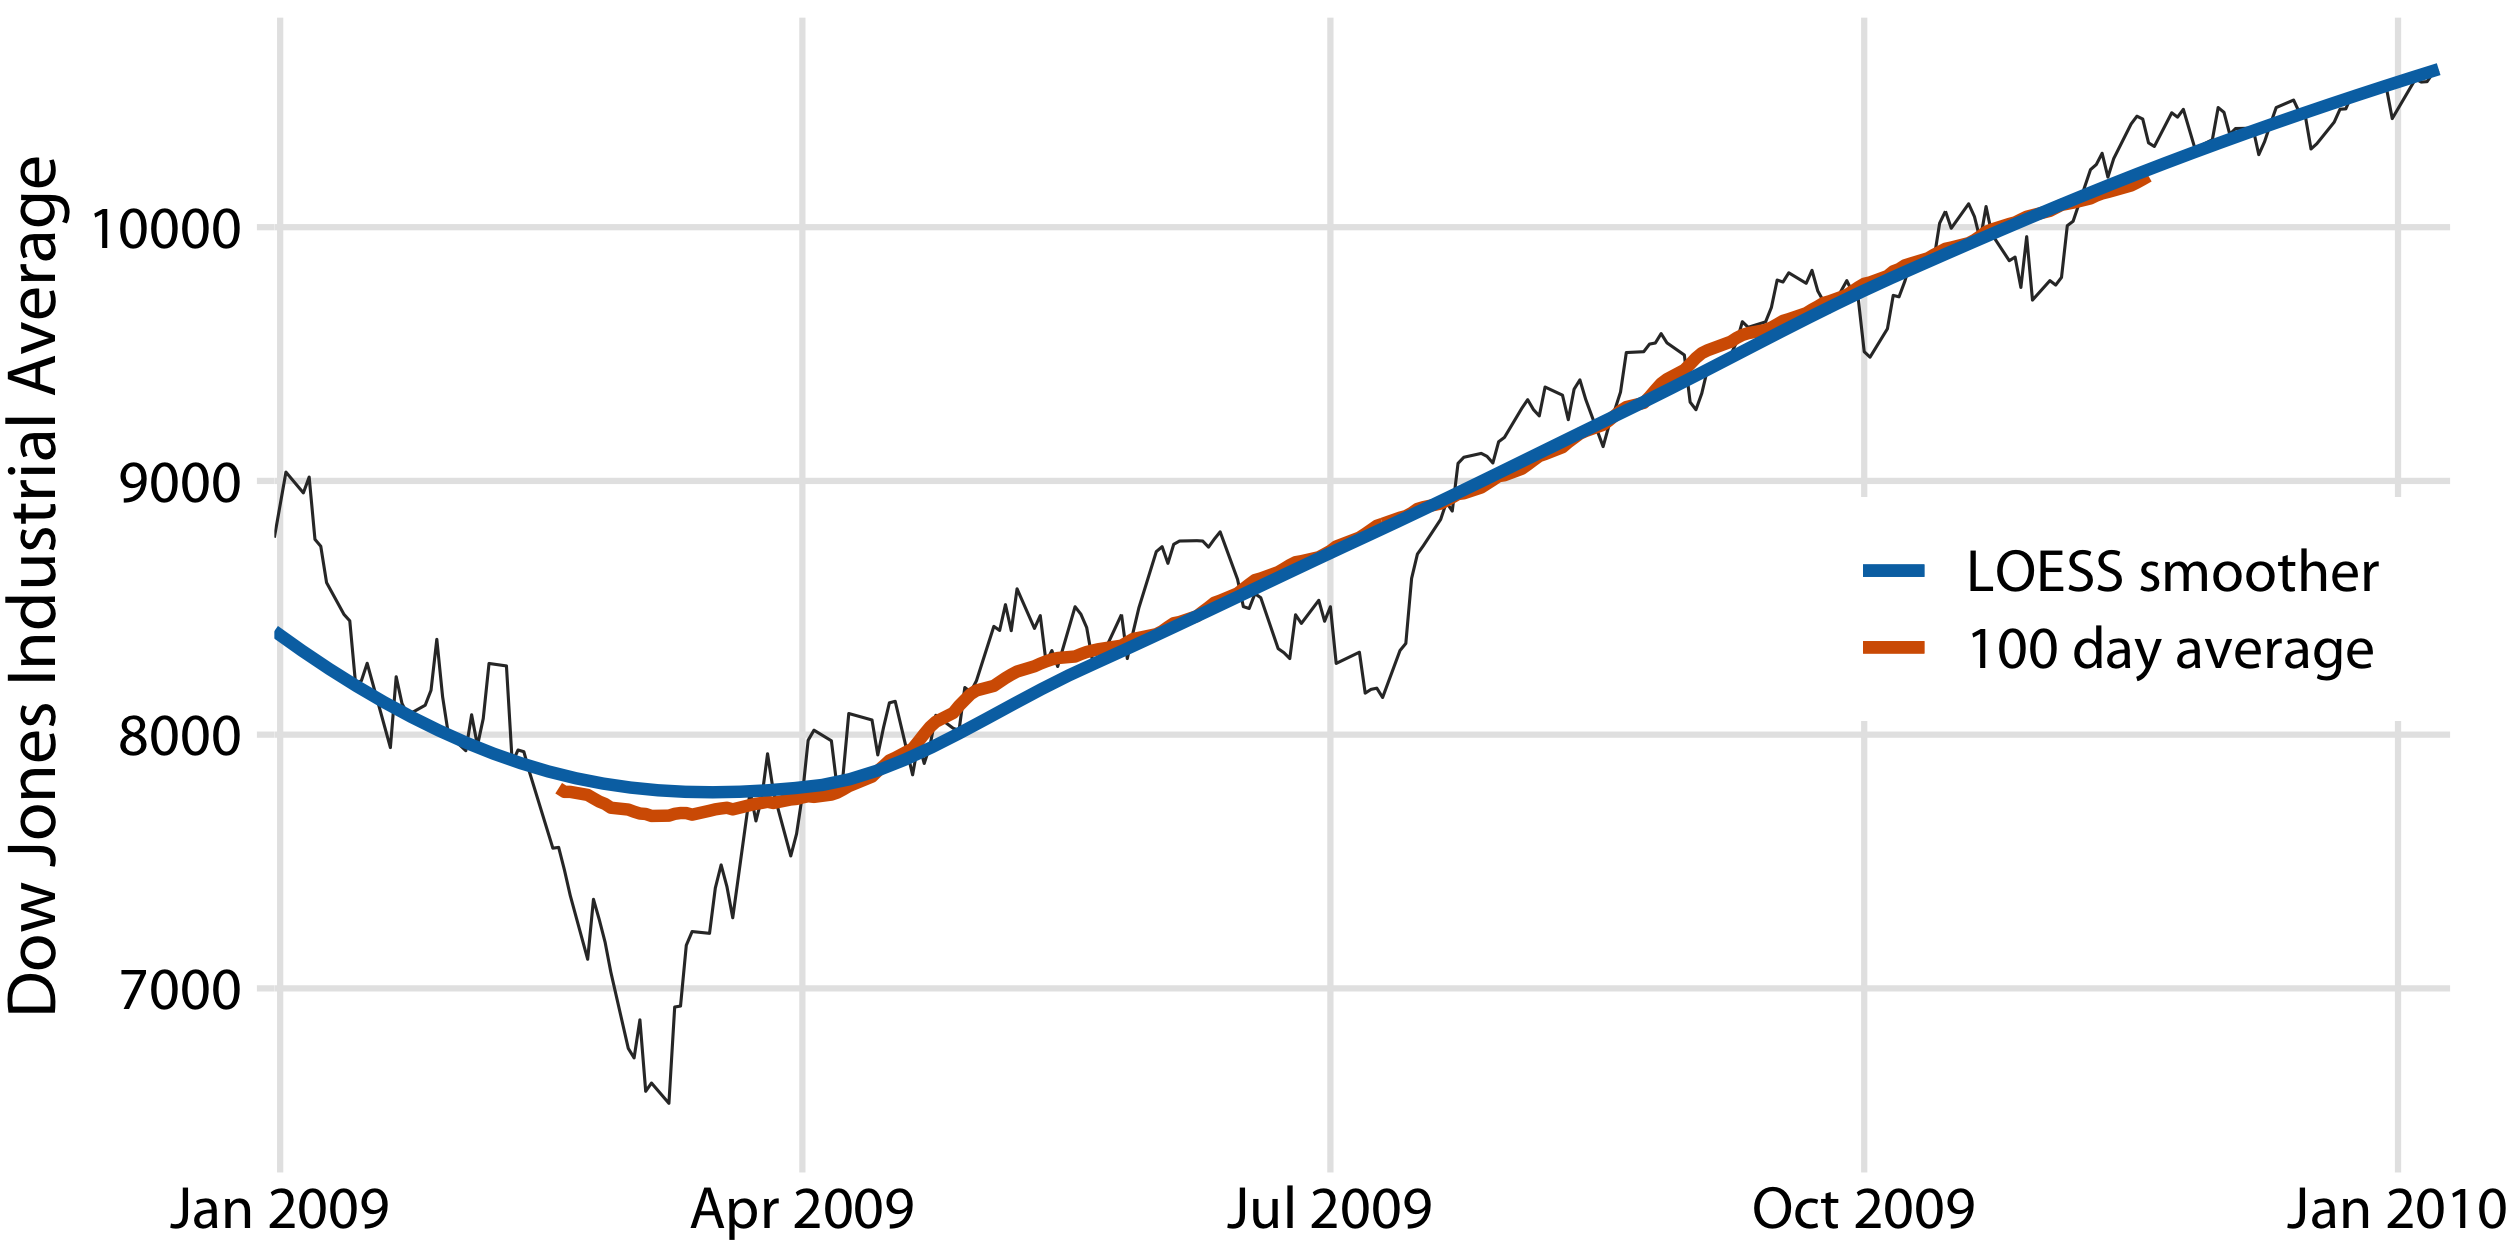 Dow Jones Industrial Average
10000
9000
8000
7000
LOESS smoother
100 day average
Jan 2009
Apr 2009
Jul 2009
Oct 2009
Jan 2010